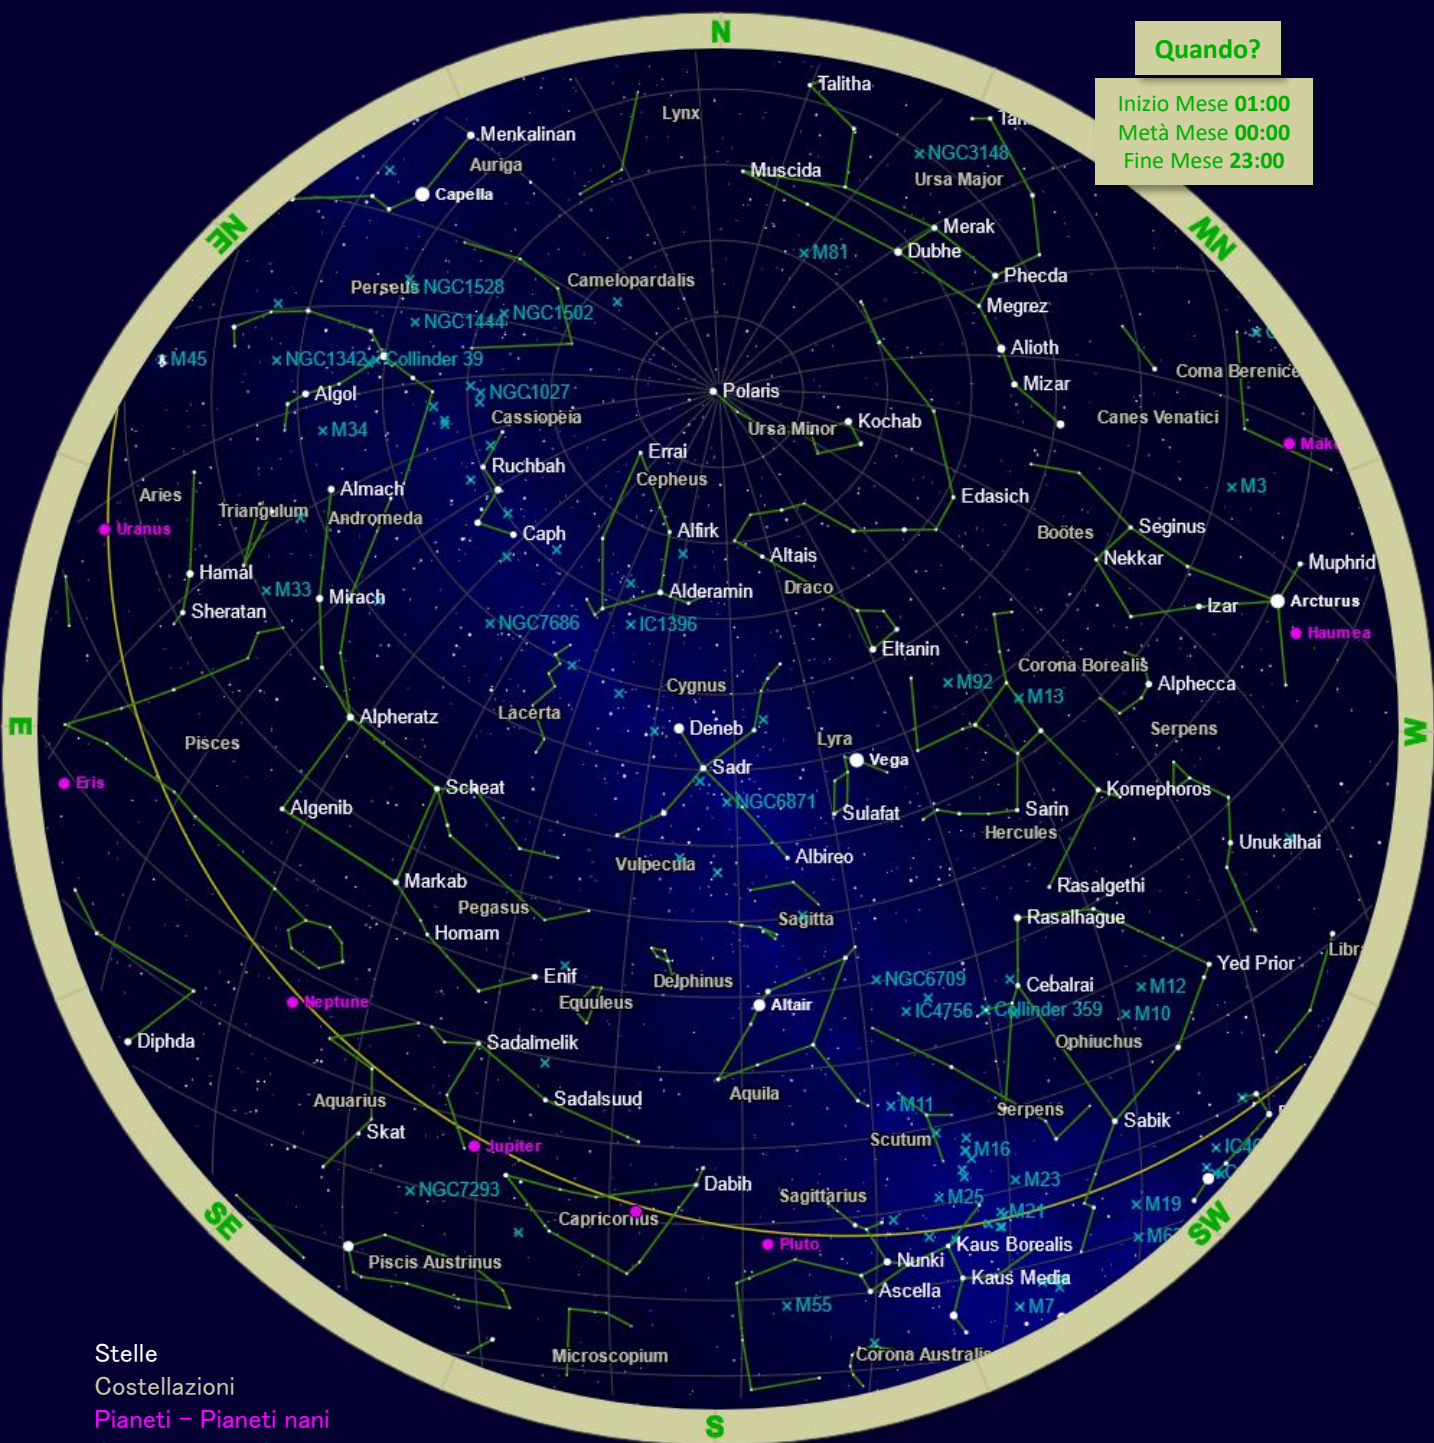 N
Quando?
Inizio Mese 01:00
Metà Mese 00:00
Fine Mese 23:00
Talitha
Lynx
Menkalinan
NGC3148
Auriga
Muscida
Ursa Major
Capella
NE
NW
Merak
M81
Dubhe
Camelopardalis
Phecda
Perseus
NGC1528
Megrez
NGC1444
NGC1502
Alioth
M45
NGC1342
Collinder 39
Coma Berenice
Mizar
Algol
NGC1027
Polaris
Cassiopeia
Canes Venatici
M34
Ursa Minor
Kochab
Errai
Ruchbah
Cepheus
M3
Aries
Almach
Edasich
Triangulum
Andromeda
Uranus
Caph
Alfirk
Seginus
Boötes
Altais
Nekkar
Muphrid
Hamal
Draco
M33
Mirach
Alderamin
Izar
Arcturus
Sheratan
NGC7686
IC1396
Haumea
Eltanin
Corona Borealis
Cygnus
M92
M13
Alphecca
Alpheratz
Lacerta
E
Deneb
Serpens
W
Pisces
Lyra
Vega
Sadr
Eris
Scheat
Kornephoros
Algenib
NGC6871
Sulafat
Sarin
Hercules
Unukalhai
Vulpecula
Albireo
Markab
Rasalgethi
Pegasus
Sagitta
Rasalhague
Homam
Yed Prior
Enif
Delphinus
NGC6709
Cebalrai
M12
Neptune
Equuleus
Altair
IC4756
Collinder 359
M10
Diphda
Sadalmelik
Ophiuchus
Aquarius
Sadalsuud
Aquila
M11
Serpens
Sabik
Skat
Scutum
Jupiter
M16
NGC7293
Dabih
Sagittarius
M23
M25
M19
SE
Capricornus
M21
SW
Pluto
Kaus Borealis
Piscis Austrinus
Nunki
Kaus Media
Ascella
M55
M7
Microscopium
Corona Australis
Stelle
Costellazioni
Pianeti – Pianeti nani
S